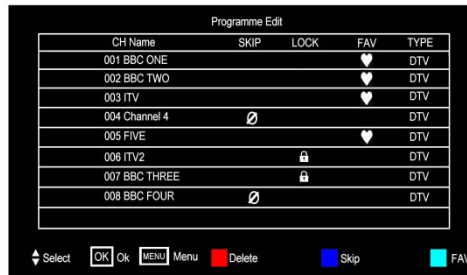 Programme Edit
CH Name SKIP LOCK FAV TYPE
001 BBC ONE DTV
002 BBC TWO DTV
003 ITV DTV
004 Channel 4 DTV
005 FIVE DTV
006 ITV2 DTV
007 BBC THREE DTV
008 BBC FOUR DTV
Select OK Ok MENU Menu Delete Skip FAV